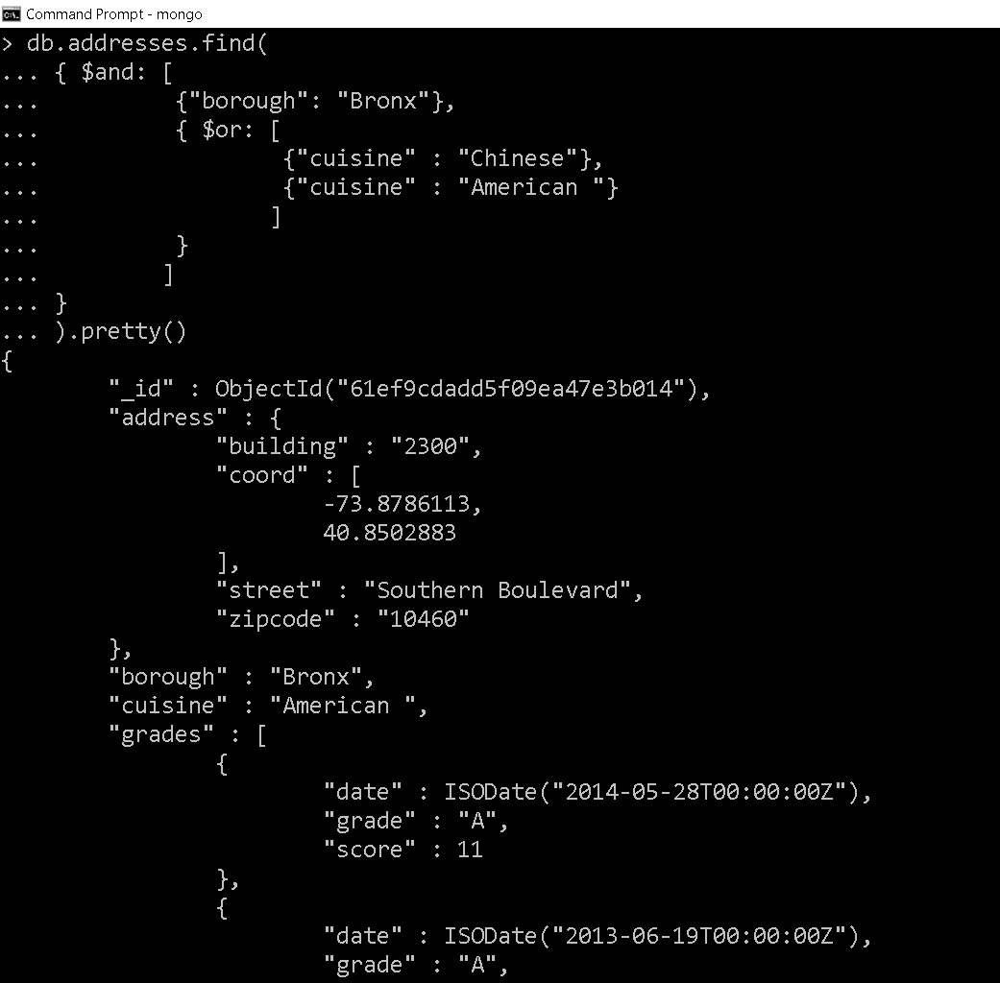 Command Prompt - mongo
> db.addresses.find(
... { $and: [
...          {"borough": "Bronx"},
...          { $or: [
...                  {"cuisine" : "Chinese"},
...                  {"cuisine" : "American "}
...                 ]
...          }
...         ]
... }
... ).pretty()
{
        "_id" : ObjectId("61ef9cdadd5f09ea47e3b014"),
        "address" : {
                "building" : "2300",
                "coord" : [
                        -73.8786113,
                        40.8502883
                ],
                "street" : "Southern Boulevard",
                "zipcode" : "10460"
        },
        "borough" : "Bronx",
        "cuisine" : "American ",
        "grades" : [
                {
                        "date" : ISODate("2014-05-28T00:00:00Z"),
                        "grade" : "A",
                        "score" : 11
                },
                {
                        "date" : ISODate("2013-06-19T00:00:00Z"),
                        "grade" : "A",